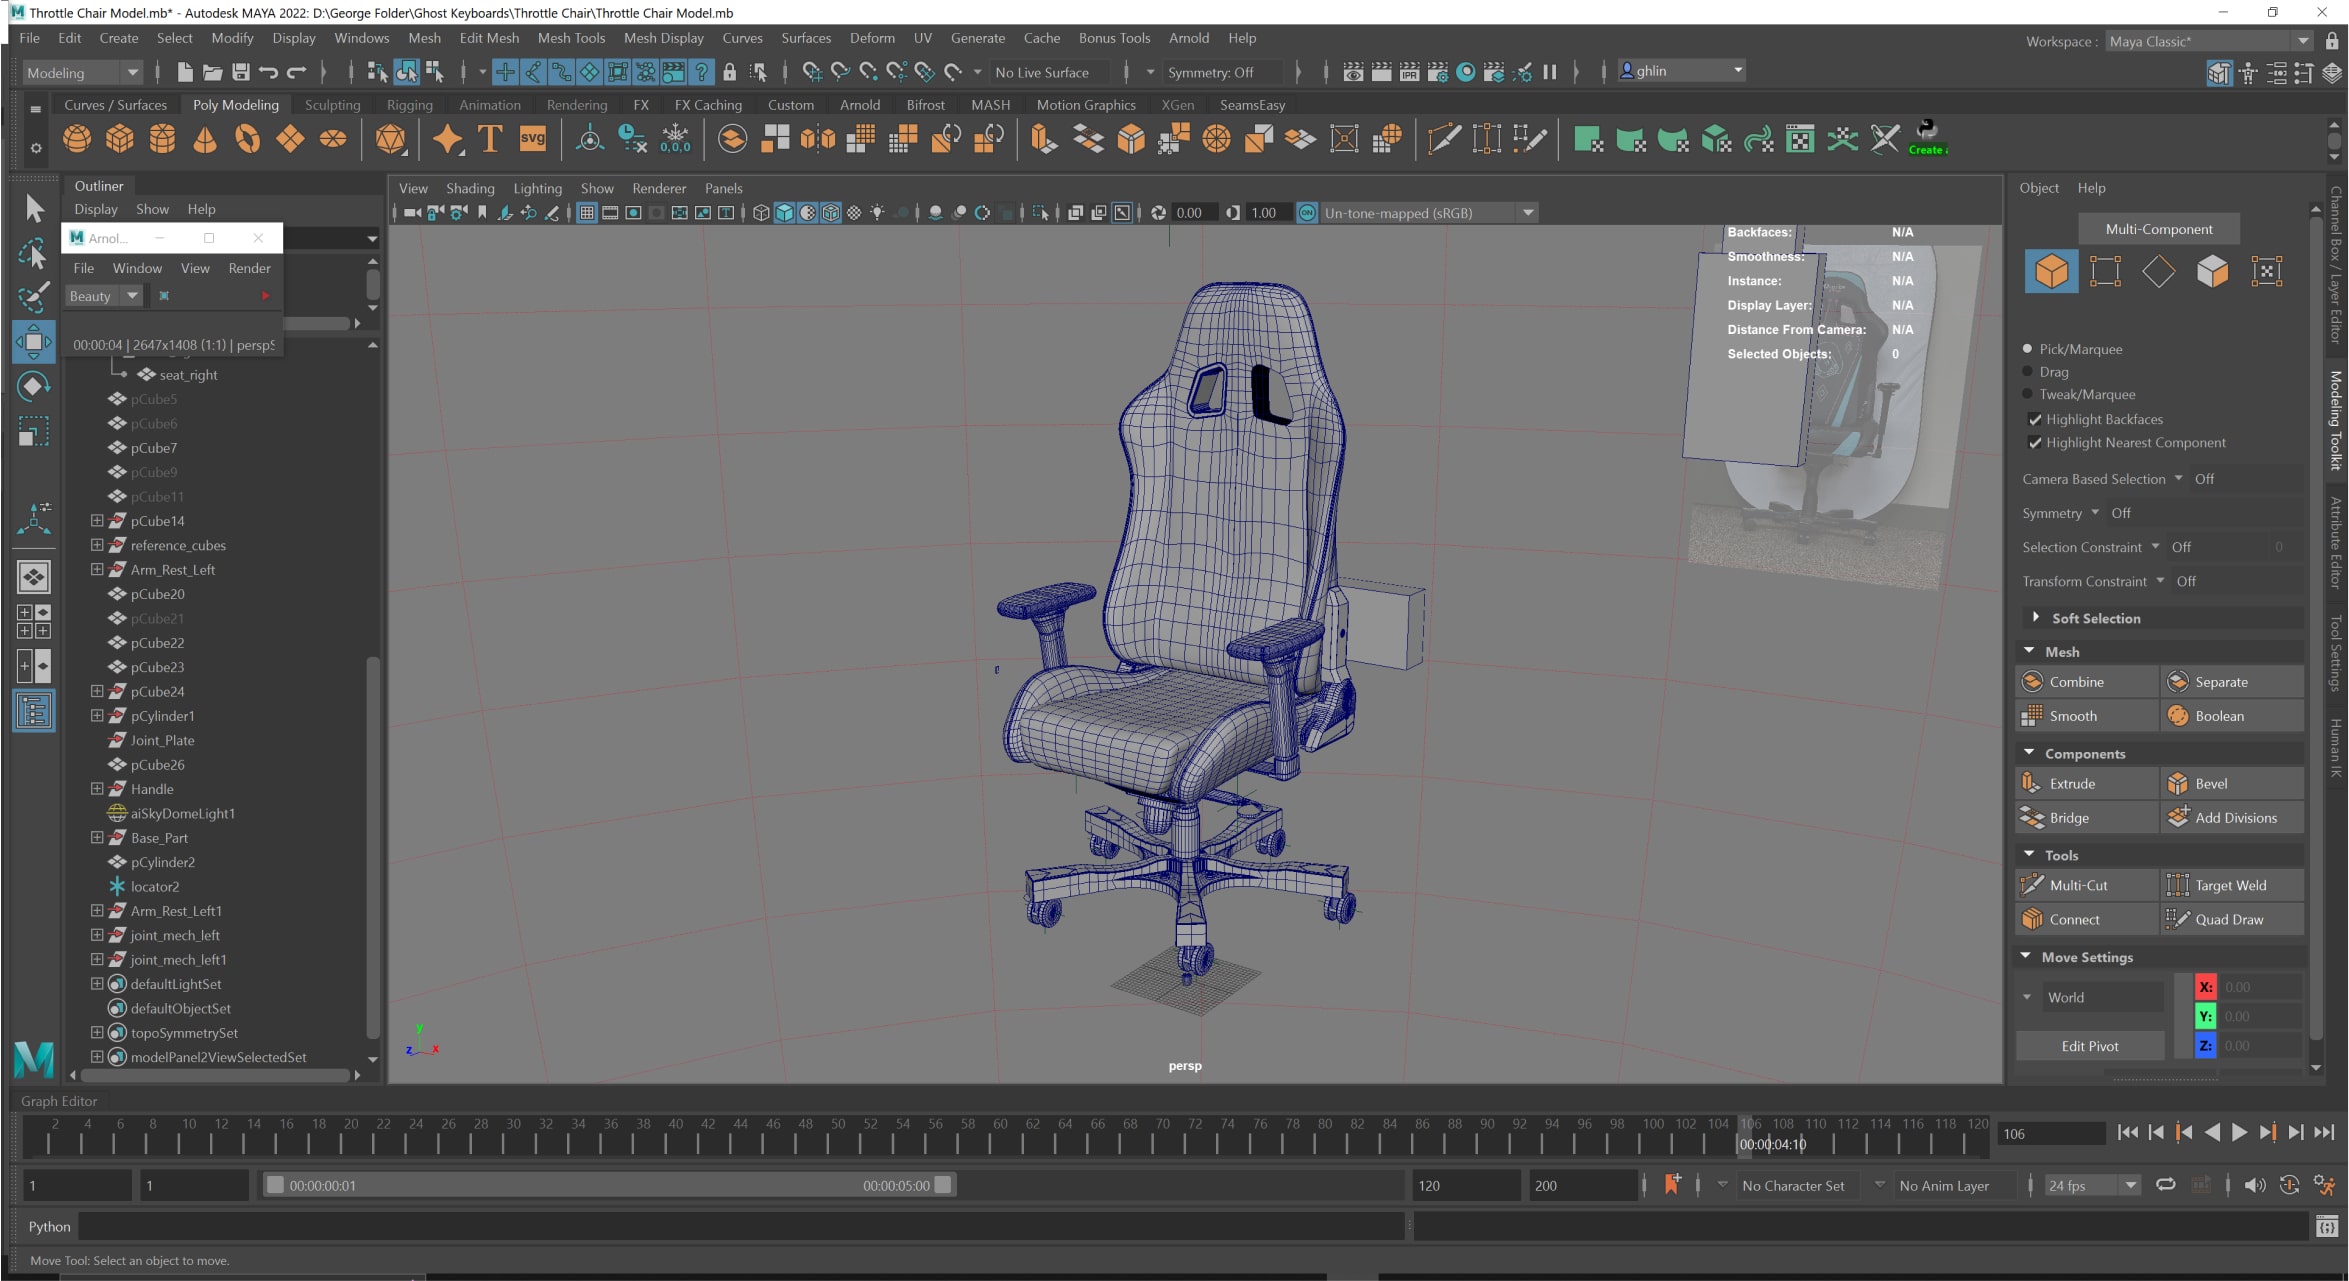 Throttle Chair Model.mb* - Autodesk MAYA 2022: D:\George Folder\Ghost Keyboards\Throttle Chair\Throttle Chair Model.mb
File Edit Create Select Modify Display Windows Mesh Edit Mesh Mesh Tools Mesh Display Curves Surfaces Deform UV Generate Cache Bonus Tools Arnold Help
Workspace : Maya Classic*
Modeling No Live Surface Symmetry: Off IPR ghlin
Curves / Surfaces Poly Modeling Sculpting Rigging Animation Rendering FX FX Caching Custom Arnold Bifrost MASH Motion Graphics XGen SeamsEasy
T svg 0,0,0 Create
Outliner
Display Show Help
View Shading Lighting Show Renderer Panels
0.00 1.00 ON Un-tone-mapped (sRGB)
Arnol...
File Window View Render
Beauty
00:00:04 | 2647x1408 (1:1) | perspS
seat_right
pCube5
pCube6
pCube7
pCube9
pCube11
pCube14
reference_cubes
Arm_Rest_Left
pCube20
pCube21
pCube22
pCube23
pCube24
pCylinder1
Joint_Plate
pCube26
Handle
aiSkyDomeLight1
Base_Part
pCylinder2
locator2
Arm_Rest_Left1
joint_mech_left
joint_mech_left1
defaultLightSet
defaultObjectSet
topoSymmetrySet
modelPanel2ViewSelectedSet
Backfaces: N/A
Smoothness: N/A
Instance: N/A
Display Layer: N/A
Distance From Camera: N/A
Selected Objects: 0
y
z x
persp
Object Help
Multi-Component
Pick/Marquee
Drag
Tweak/Marquee
Highlight Backfaces
Highlight Nearest Component
Camera Based Selection Off
Symmetry Off
Selection Constraint Off 0
Transform Constraint Off
Soft Selection
Mesh
Combine Separate
Smooth Boolean
Components
Extrude Bevel
Bridge Add Divisions
Tools
Multi-Cut Target Weld
Connect Quad Draw
Move Settings
World
X: 0.00
Y: 0.00
Edit Pivot
Z: 0.00
Channel Box / Layer Editor
Modeling Toolkit
Attribute Editor
Tool Settings
Human IK
Graph Editor
2 4 6 8 10 12 14 16 18 20 22 24 26 28 30 32 34 36 38 40 42 44 46 48 50 52 54 56 58 60 62 64 66 68 70 72 74 76 78 80 82 84 86 88 90 92 94 96 98 100 102 104 106 108 110 112 114 116 118 120
00:00:04:10
106
1 1 00:00:00:01 00:00:05:00 120 200 No Character Set No Anim Layer 24 fps
Python
Move Tool: Select an object to move.